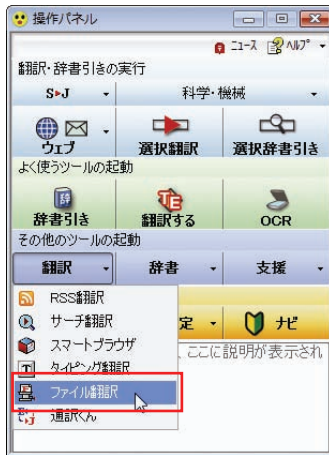 操作パネル
ニュース ヘルプ
翻訳・辞書引きの実行
S▸J 科学・機械
ウェブ 選択翻訳 選択辞書引き
よく使うツールの起動
辞書引き 翻訳する OCR
その他のツールの起動
翻訳 辞書 支援
RSS翻訳
サーチ翻訳 定 ナビ
スマートブラウザ 、ここに説明が表示され
タイピング翻訳
ファイル翻訳
通訳くん